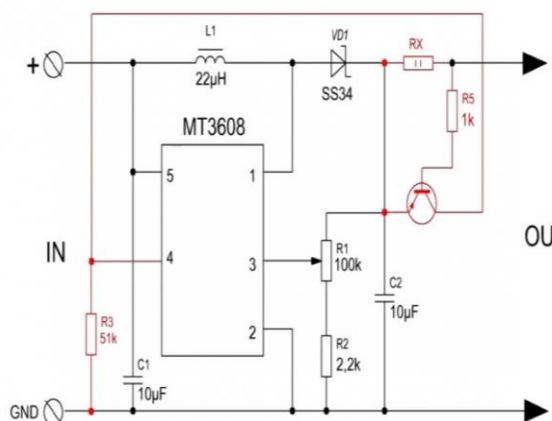 L1
22µH
VD1
SS34
RX
R5
1k
+
MT3608
5
1
4
3
2
IN
R1
100k
R2
2,2k
C2
10µF
OU
R3
51k
C1
10µF
GND